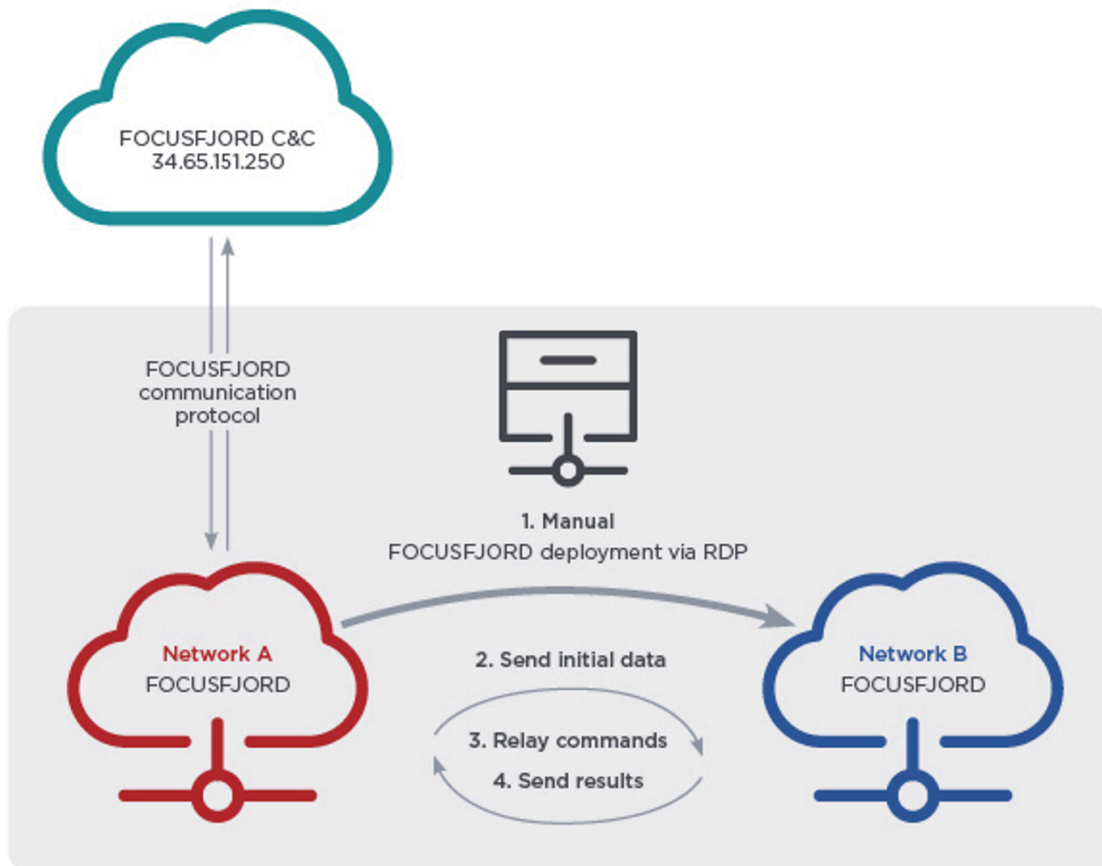 FOCUSFJORD C&C
34.65.151.250
FOCUSFJORD
communication
protocol
1. Manual
FOCUSFJORD deployment via RDP
Network A
FOCUSFJORD
2. Send initial data
3. Relay commands
4. Send results
Network B
FOCUSFJORD